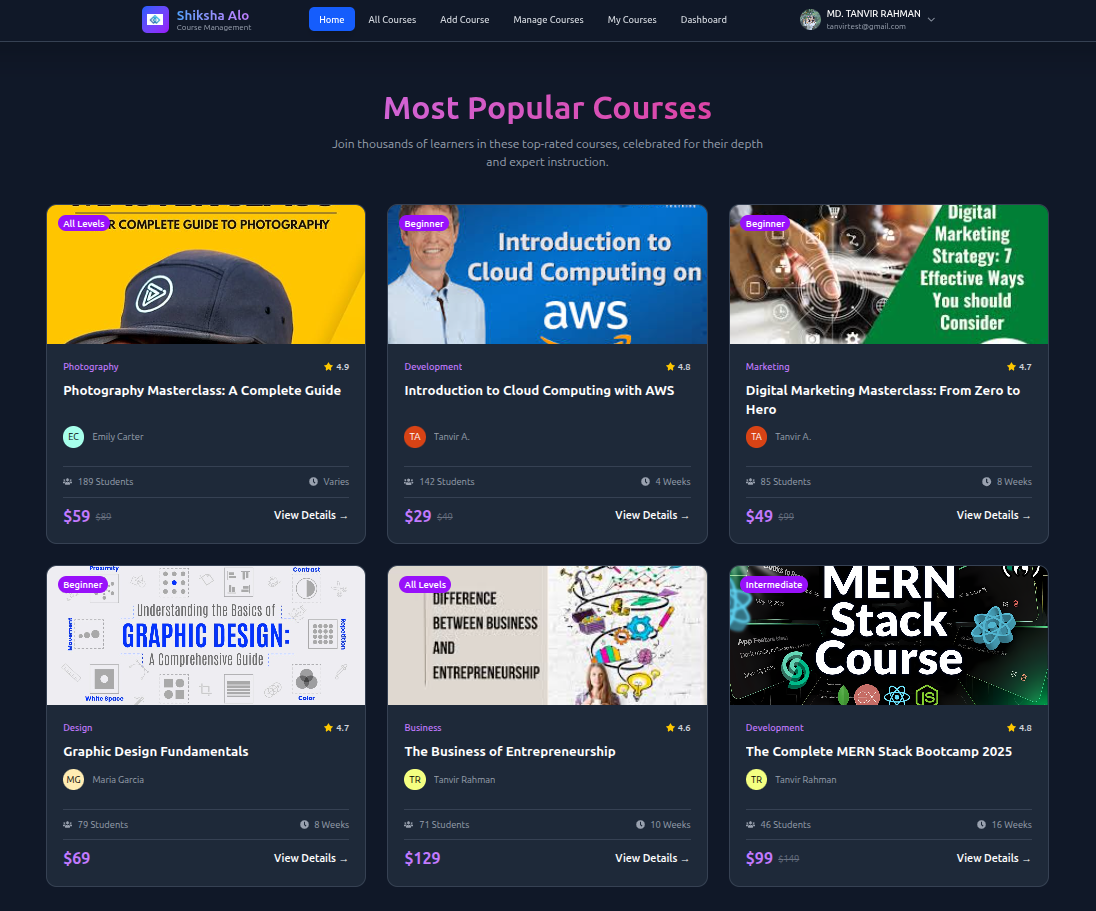 Shiksha Alo
Course Management
Home
All Courses
Add Course
Manage Courses
My Courses
Dashboard
MD. TANVIR RAHMAN
tanvirtest@gmail.com
Most Popular Courses
Join thousands of learners in these top-rated courses, celebrated for their depth
and expert instruction.
All Levels
R COMPLETE GUIDE TO PHOTOGRAPHY
Photography
4.9
Photography Masterclass: A Complete Guide
EC
Emily Carter
189 Students
Varies
$59 $89
View Details →
Beginner
Introduction to
Cloud Computing on
aws
Development
4.8
Introduction to Cloud Computing with AWS
TA
Tanvir A.
142 Students
4 Weeks
$29 $49
View Details →
Beginner
Digital
Marketing
Strategy: 7
Effective Ways
You should
Consider
Marketing
4.7
Digital Marketing Masterclass: From Zero to
Hero
TA
Tanvir A.
85 Students
8 Weeks
$49 $99
View Details →
Beginner
Proximity
Contrast
Movement
Understanding the Basics of
GRAPHIC DESIGN:
A Comprehensive Guide
Repetition
White Space
Color
Design
4.7
Graphic Design Fundamentals
MG
Maria Garcia
79 Students
8 Weeks
$69
View Details →
All Levels
DIFFERENCE
BETWEEN BUSINESS
AND
ENTREPRENEURSHIP
Business
4.6
The Business of Entrepreneurship
TR
Tanvir Rahman
71 Students
10 Weeks
$129
View Details →
Intermediate
MERN
Stack
Course
App Features
EX
JS
Development
4.8
The Complete MERN Stack Bootcamp 2025
TR
Tanvir Rahman
46 Students
16 Weeks
$99 $149
View Details →